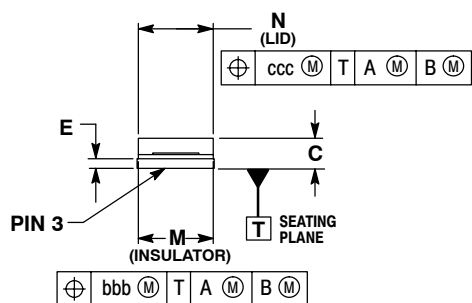 N
(LID)
⌖ ccc Ⓜ T A Ⓜ B Ⓜ
E
C
PIN 3
M
(INSULATOR)
T SEATING
PLANE
⌖ bbb Ⓜ T A Ⓜ B Ⓜ